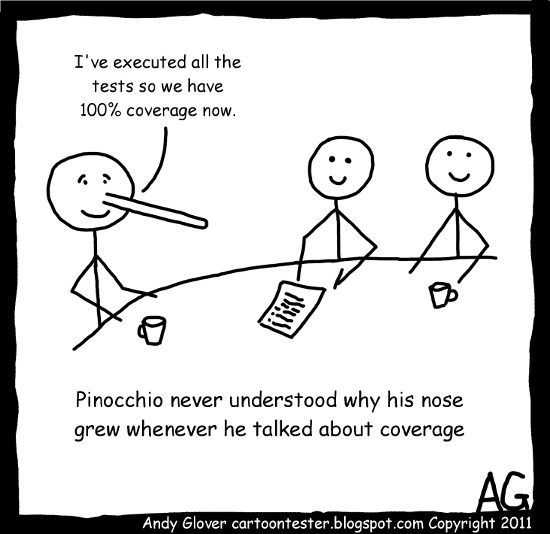 I've executed all the
tests so we have
100% coverage now.
Pinocchio never understood why his nose
grew whenever he talked about coverage
AG
Andy Glover cartoontester.blogspot.com Copyright 2011